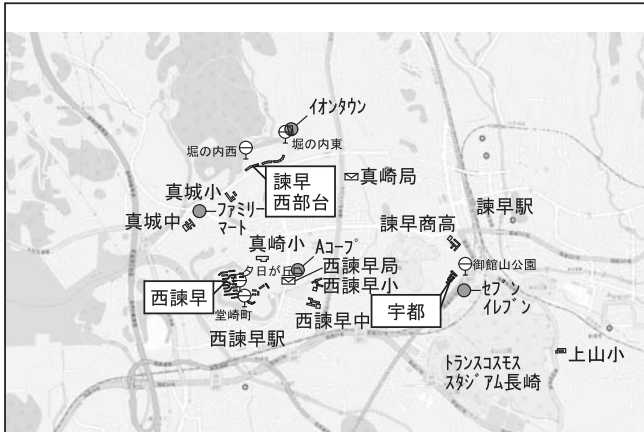 イオンタウン
堀の内西
堀の内東
諫早
西部台
真崎局
真城小
ファミリー
マート
真城中
諫早商高
諫早駅
真崎小
Aコープ
夕日が丘
西諫早局
御館山公園
西諫早
西諫早小
宇都
セブン
イレブン
堂崎町
西諫早中
西諫早駅
トランスコスモス
スタジアム長崎
上山小